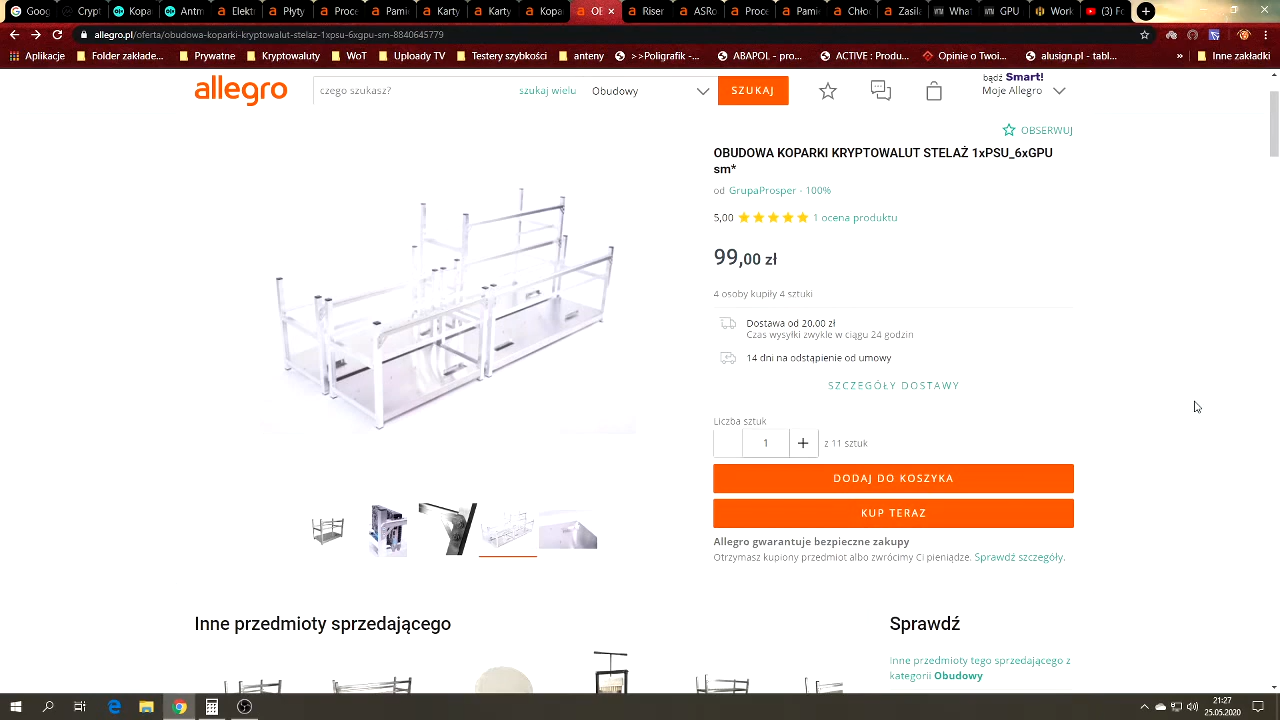 Goog
Cryp
Antm
Elekt
Płyty
Proce
Pami
Karty
Karty
Kopa
OE
Riser
ASRo
Proce
Pami
Chło
Zasila
What
GPU
Work
(3) Fo
allegro.pl/oferta/obudowa-koparki-kryptowalut-stelaz-1xpsu-6xgpu-sm-8840645779
Aplikacje
Folder zakładek...
Prywatne
Kryptowaluty
WoT
Uploady TV
Testery szybkości
anteny
>>Poligrafik -...
ABAPOL - pro...
ACTIVE : Produ...
Opinie o Twoi...
alusign.pl - tabl...
»
Inne zakładki
allegro
czego szukasz?
szukaj wielu
Obudowy
SZUKAJ
bądź Smart!
Moje Allegro
OBSERWUJ
OBUDOWA KOPARKI KRYPTOWALUT STELAŻ 1xPSU_6xGPU
sm*
od GrupaProsper - 100%
5,00 1 ocena produktu
99,00 zł
4 osoby kupiły 4 sztuki
Dostawa od 20,00 zł
Czas wysyłki zwykle w ciągu 24 godzin
14 dni na odstąpienie od umowy
SZCZEGÓŁY DOSTAWY
Liczba sztuk
1 + z 11 sztuk
DODAJ DO KOSZYKA
KUP TERAZ
Allegro gwarantuje bezpieczne zakupy
Otrzymasz kupiony przedmiot albo zwrócimy Ci pieniądze. Sprawdź szczegóły.
Inne przedmioty sprzedającego
Sprawdź
Inne przedmioty tego sprzedającego z
kategorii Obudowy
21:27
25.05.2020